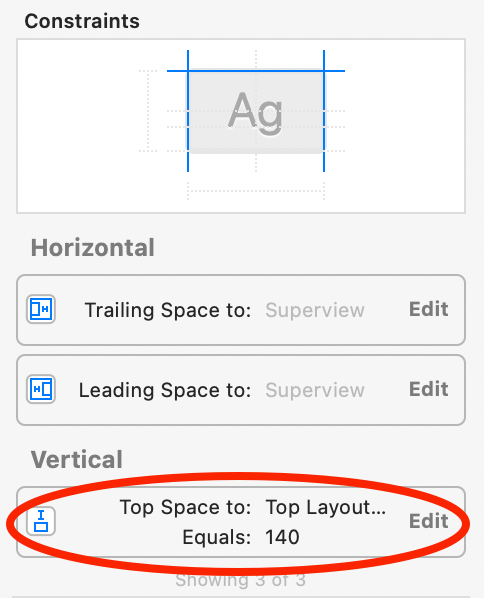 Constraints
Ag
Horizontal
Trailing Space to: Superview Edit
Leading Space to: Superview Edit
Vertical
Top Space to: Top Layout...
Equals: 140 Edit
Showing 3 of 3